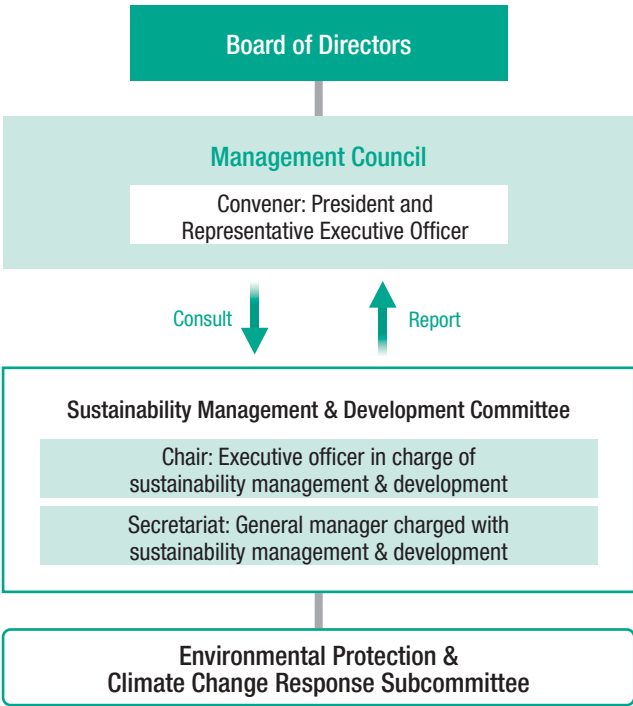 Board of Directors
Management Council
Convener: President and
Representative Executive Officer
Consult
Report
Sustainability Management & Development Committee
Chair: Executive officer in charge of
sustainability management & development
Secretariat: General manager charged with
sustainability management & development
Environmental Protection &
Climate Change Response Subcommittee